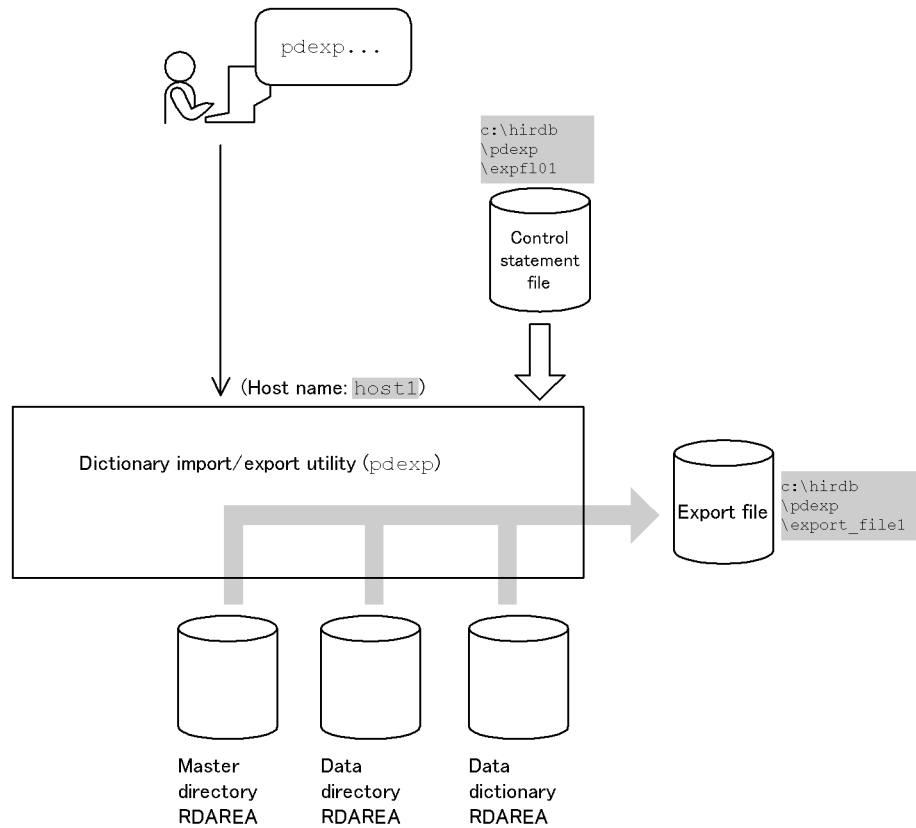 pdexp...
c:\hirdb
\pdexp
\expfl01
Control
statement
file
(Host name: host1)
Dictionary import/export utility (pdexp)
Export file
c:\hirdb
\pdexp
\export_file1
Master
directory
RDAREA
Data
directory
RDAREA
Data
dictionary
RDAREA